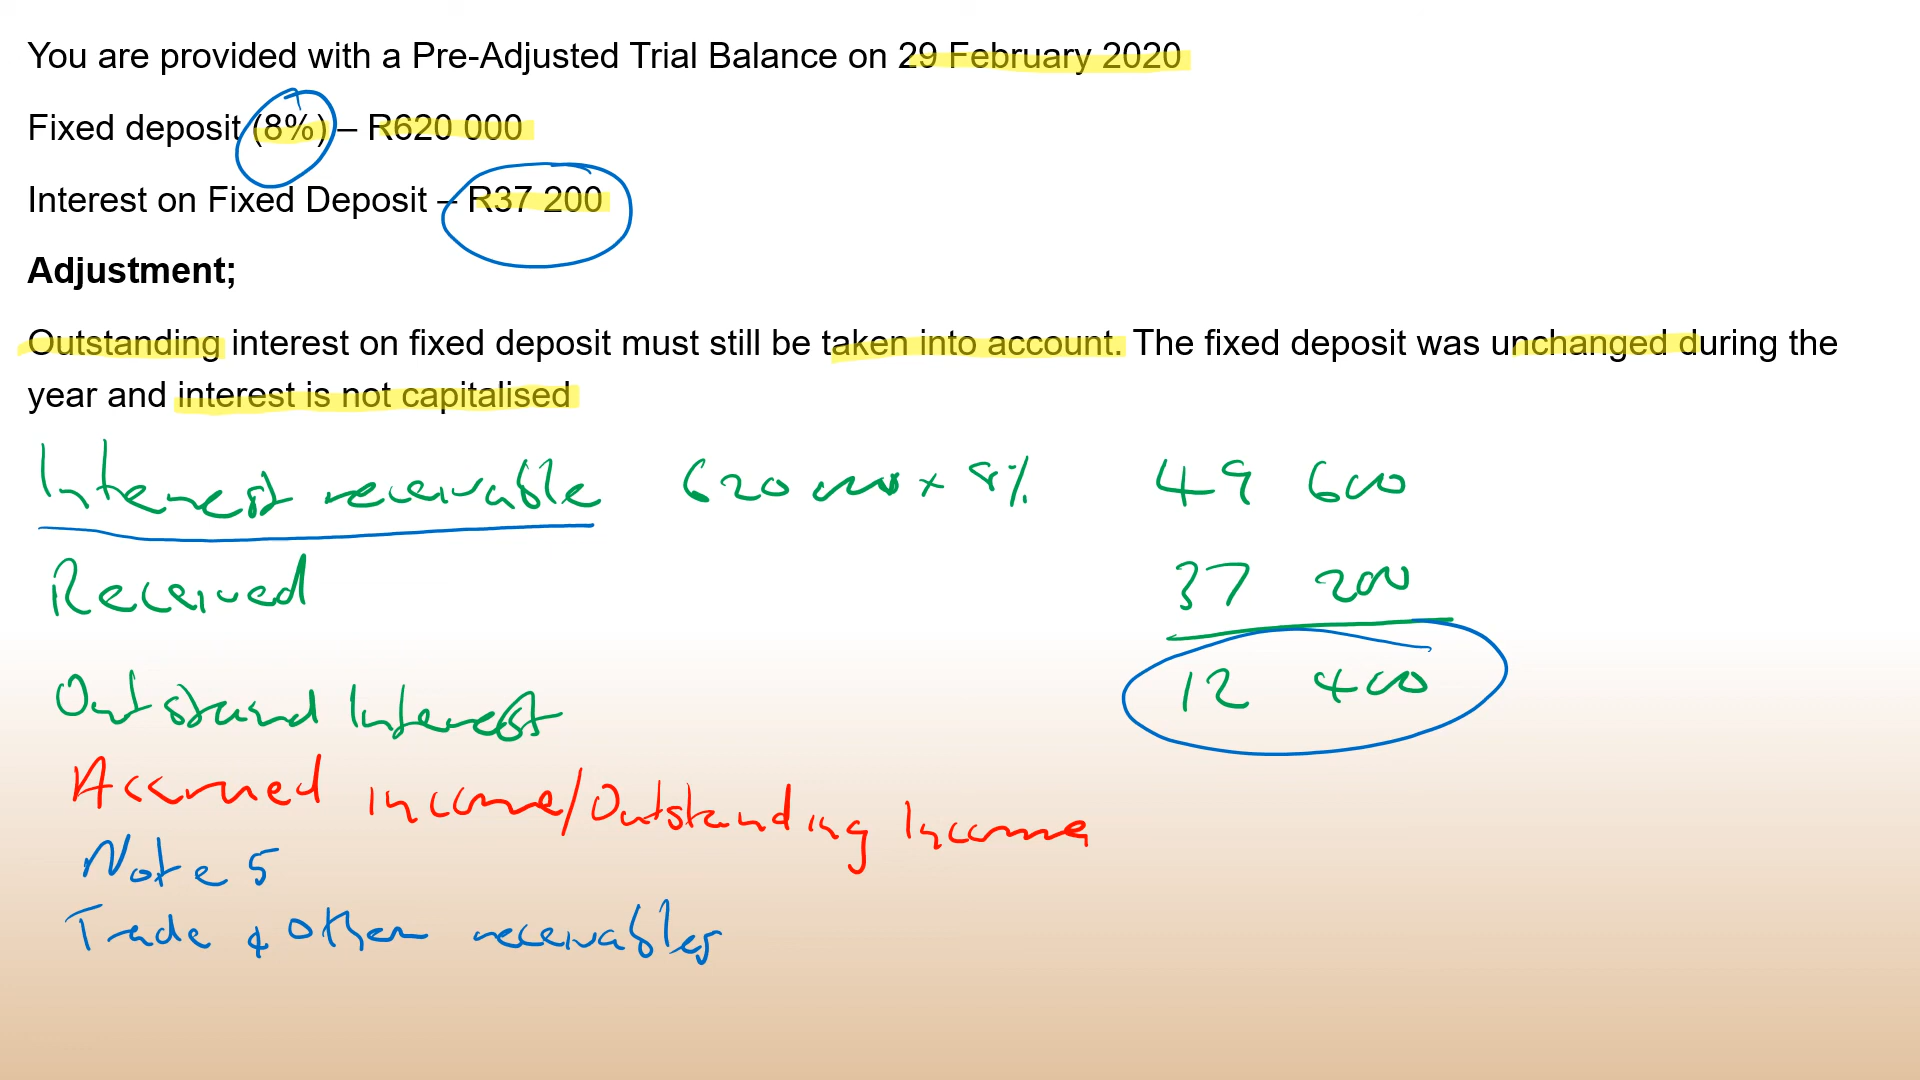 You are provided with a Pre-Adjusted Trial Balance on 29 February 2020
Fixed deposit (8%) – R620 000
Interest on Fixed Deposit – R37 200
Adjustment;
Outstanding interest on fixed deposit must still be taken into account. The fixed deposit was unchanged during the
year and interest is not capitalised
Interest receivable 620 000 × 8% 49 600
Received 37 200
Outstand Interest 12 400
Accrued income/Outstanding Income
Note 5
Trade & Other receivables